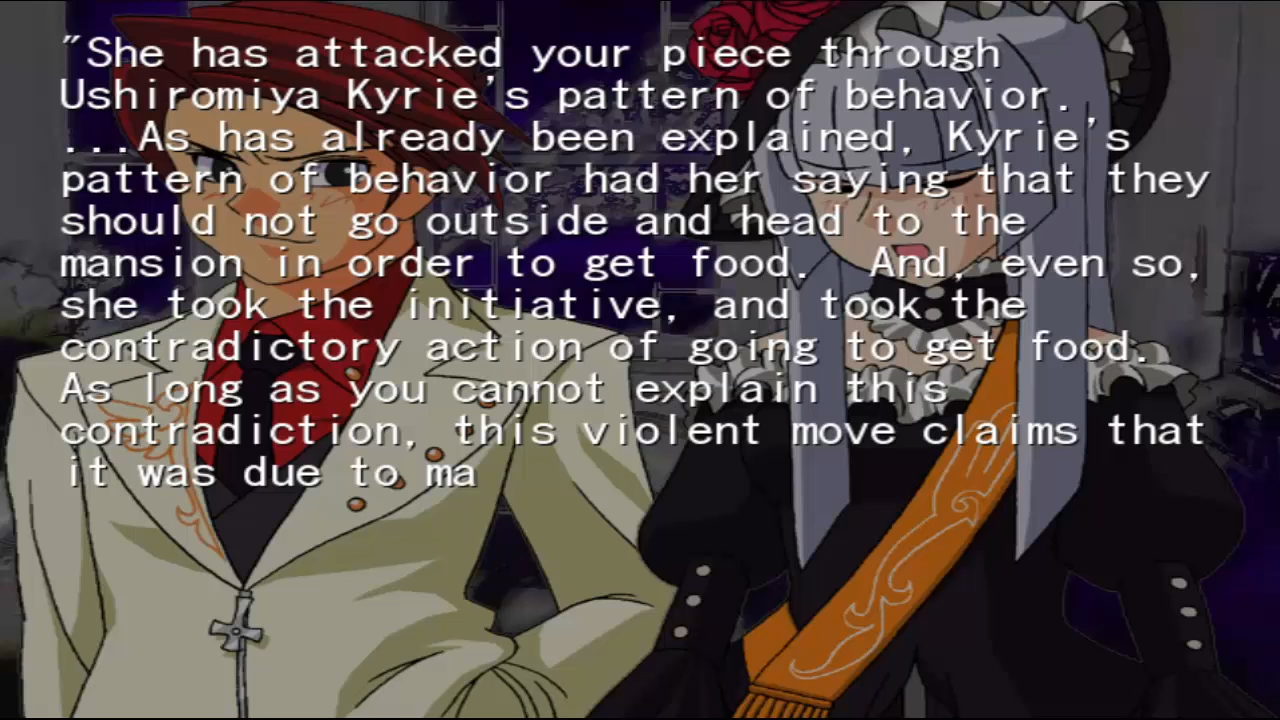 "She has attacked your piece through
Ushiromiya Kyrie's pattern of behavior.
...As has already been explained, Kyrie's
pattern of behavior had her saying that they
should not go outside and head to the
mansion in order to get food.  And, even so,
she took the initiative, and took the
contradictory action of going to get food.
As long as you cannot explain this
contradiction, this violent move claims that
it was due to ma